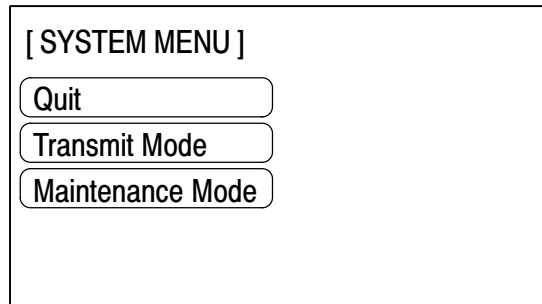 [ SYSTEM MENU ]
Quit
Transmit Mode
Maintenance Mode